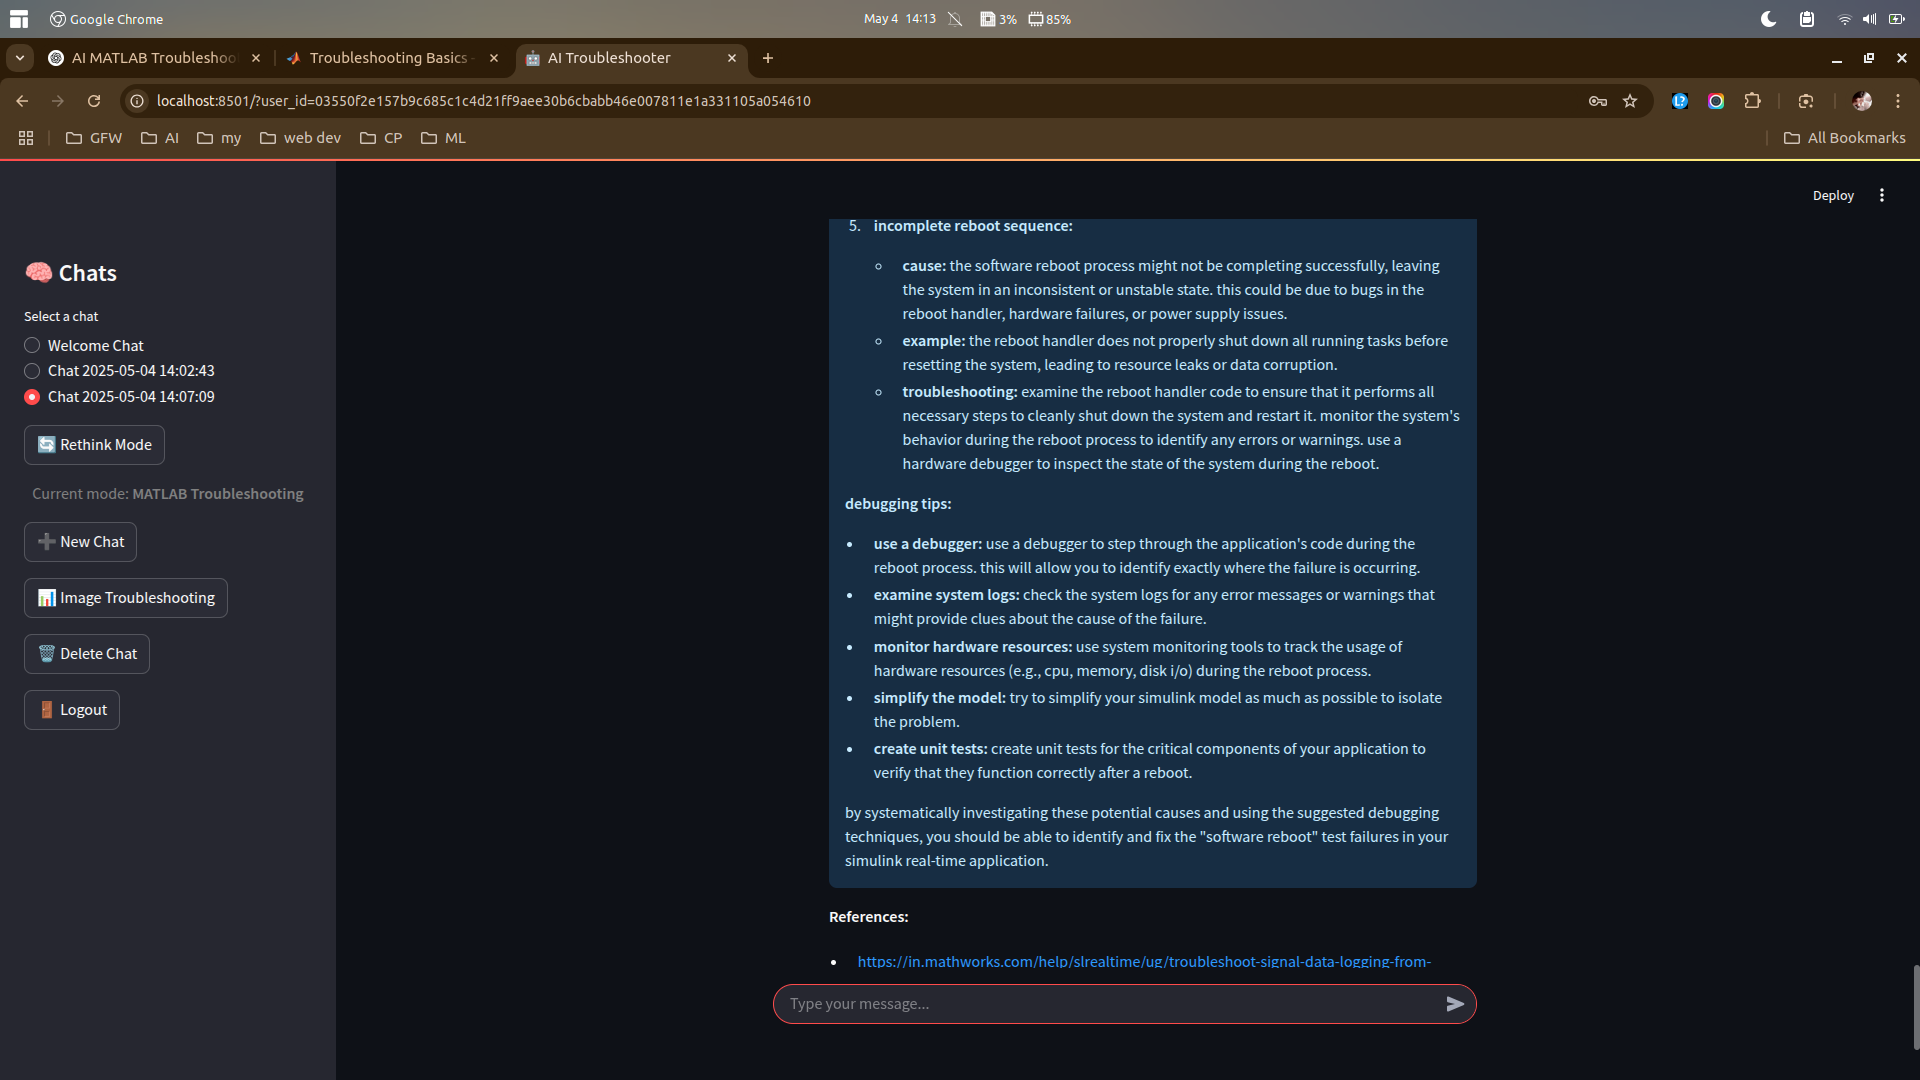 Google Chrome
May 4 14:13
3%
85%
AI MATLAB Troubleshoo
Troubleshooting Basics
AI Troubleshooter
localhost:8501/?user_id=03550f2e157b9c685c1c4d21ff9aee30b6cbabb46e007811e1a331105a054610
GFW
AI
my
web dev
CP
ML
All Bookmarks
Deploy
Chats
Select a chat
Welcome Chat
Chat 2025-05-04 14:02:43
Chat 2025-05-04 14:07:09
Rethink Mode
Current mode: MATLAB Troubleshooting
New Chat
Image Troubleshooting
Delete Chat
Logout
5. incomplete reboot sequence:
cause: the software reboot process might not be completing successfully, leaving
the system in an inconsistent or unstable state. this could be due to bugs in the
reboot handler, hardware failures, or power supply issues.
example: the reboot handler does not properly shut down all running tasks before
resetting the system, leading to resource leaks or data corruption.
troubleshooting: examine the reboot handler code to ensure that it performs all
necessary steps to cleanly shut down the system and restart it. monitor the system's
behavior during the reboot process to identify any errors or warnings. use a
hardware debugger to inspect the state of the system during the reboot.
debugging tips:
use a debugger: use a debugger to step through the application's code during the
reboot process. this will allow you to identify exactly where the failure is occurring.
examine system logs: check the system logs for any error messages or warnings that
might provide clues about the cause of the failure.
monitor hardware resources: use system monitoring tools to track the usage of
hardware resources (e.g., cpu, memory, disk i/o) during the reboot process.
simplify the model: try to simplify your simulink model as much as possible to isolate
the problem.
create unit tests: create unit tests for the critical components of your application to
verify that they function correctly after a reboot.
by systematically investigating these potential causes and using the suggested debugging
techniques, you should be able to identify and fix the "software reboot" test failures in your
simulink real-time application.
References:
https://in.mathworks.com/help/slrealtime/ug/troubleshoot-signal-data-logging-from-
Type your message...